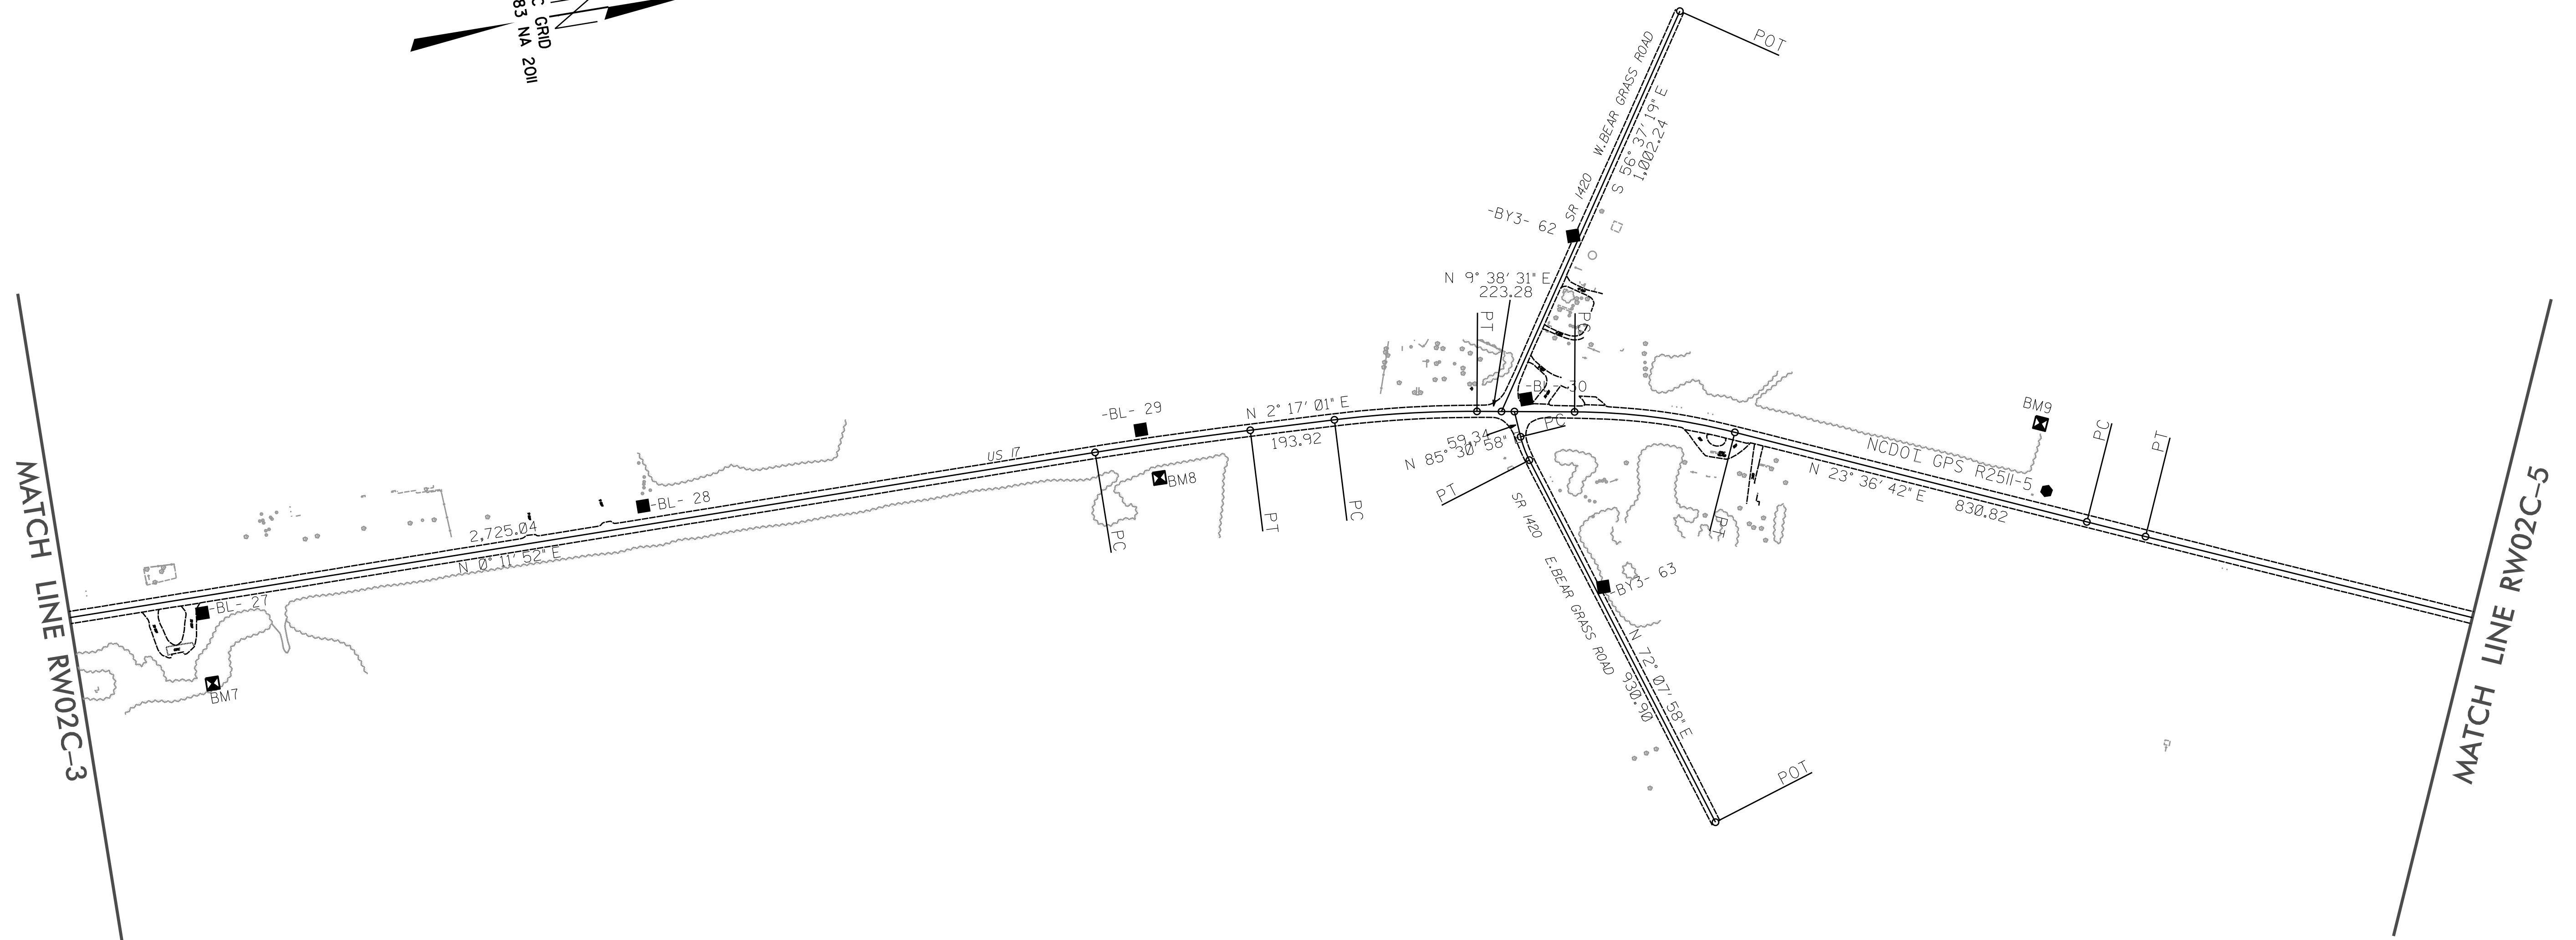 C GRID
83 NA 2011
POT
SR 1420 W.BEAR GRASS ROAD
S 56° 37' 19" E
1,002.24
-BY3- 62
N 9° 38' 31" E
223.28
PT
PC
-BL- 30
-BL- 29
N 2° 17' 01" E
193.92
US 17
BM8
PC
PT
PC
59.34
N 85° 30' 58"
PC
PT
BM9
NCDOT GPS R2511-5
N 23° 36' 42" E
830.82
PT
PC
PT
-BL- 28
2,725.04
N 0° 11' 52" E
-BL- 27
BM7
SR 1420 E.BEAR GRASS ROAD
-BY3- 63
N 72° 07' 58" E
930.90
POT
MATCH LINE RW02C-3
MATCH LINE RW02C-5